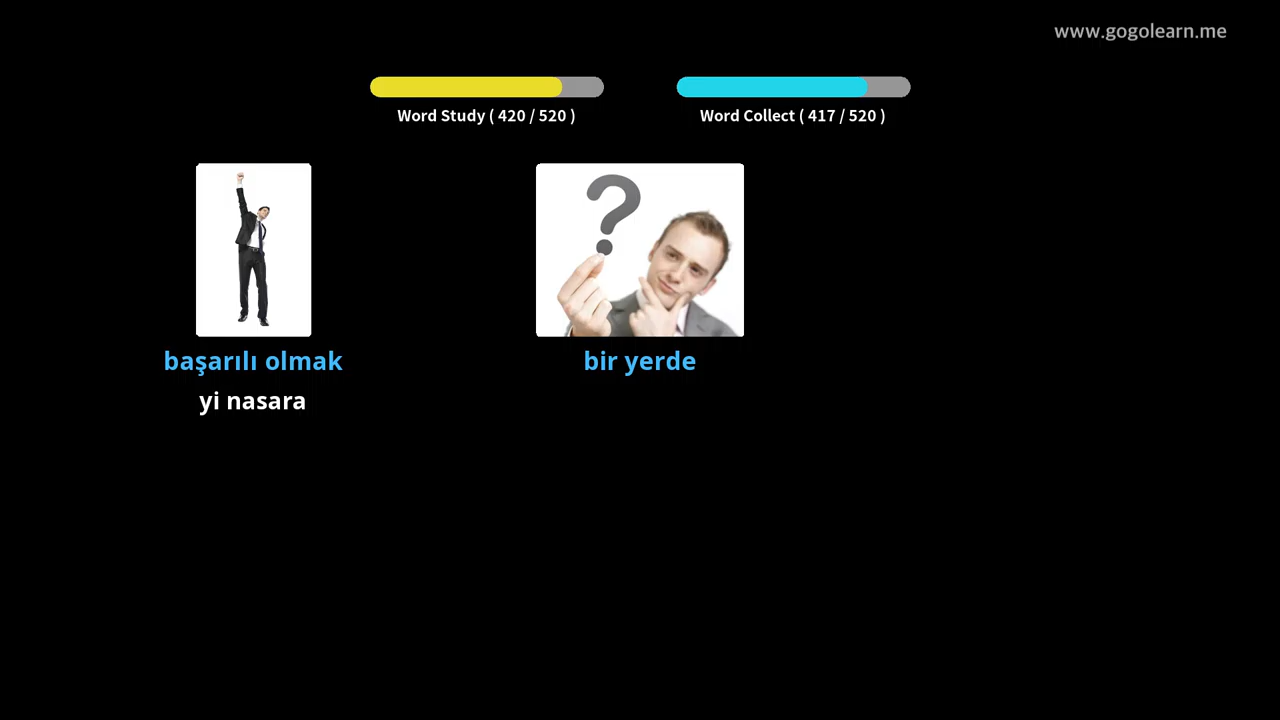 www.gogolearn.me
Word Study ( 420 / 520 )
Word Collect ( 417 / 520 )
?
başarılı olmak
bir yerde
yi nasara